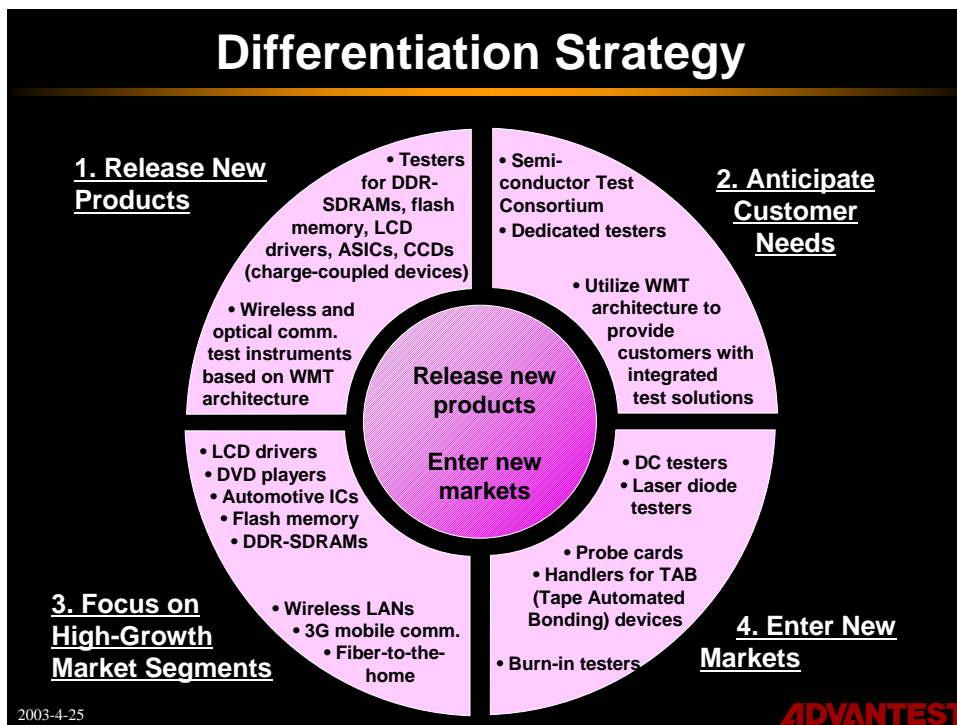 Differentiation Strategy
1. Release New
Products
• Testers
for DDR-
SDRAMs, flash
memory, LCD
drivers, ASICs, CCDs
(charge-coupled devices)
• Wireless and
optical comm.
test instruments
based on WMT
architecture
• Semi-
conductor Test
Consortium
• Dedicated testers
• Utilize WMT
architecture to
provide
customers with
integrated
test solutions
2. Anticipate
Customer
Needs
Release new
products
Enter new
markets
• LCD drivers
• DVD players
• Automotive ICs
• Flash memory
• DDR-SDRAMs
• Wireless LANs
• 3G mobile comm.
• Fiber-to-the-
home
3. Focus on
High-Growth
Market Segments
• DC testers
• Laser diode
testers
• Probe cards
• Handlers for TAB
(Tape Automated
Bonding) devices
• Burn-in testers
4. Enter New
Markets
2003-4-25
ADVANTEST